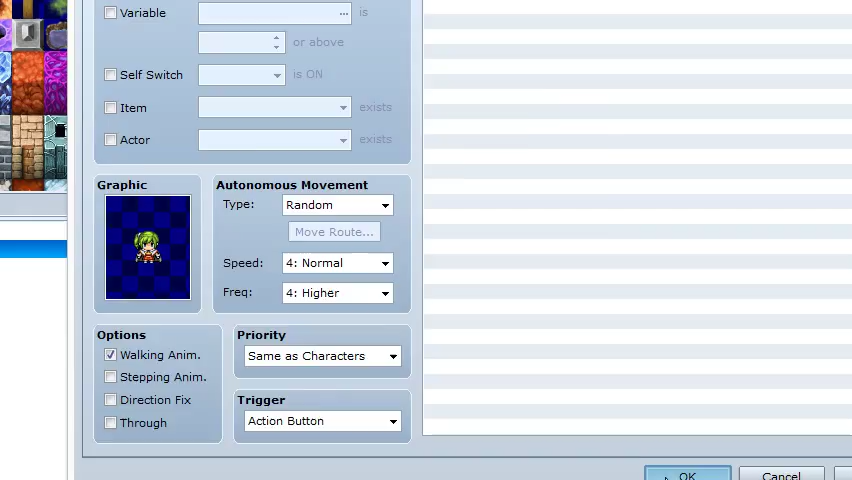 Variable ... is
or above
Self Switch is ON
Item exists
Actor exists
Graphic
Autonomous Movement
Type: Random
Move Route...
Speed: 4: Normal
Freq: 4: Higher
Options
Walking Anim.
Stepping Anim.
Direction Fix
Through
Priority
Same as Characters
Trigger
Action Button
OK
Cancel